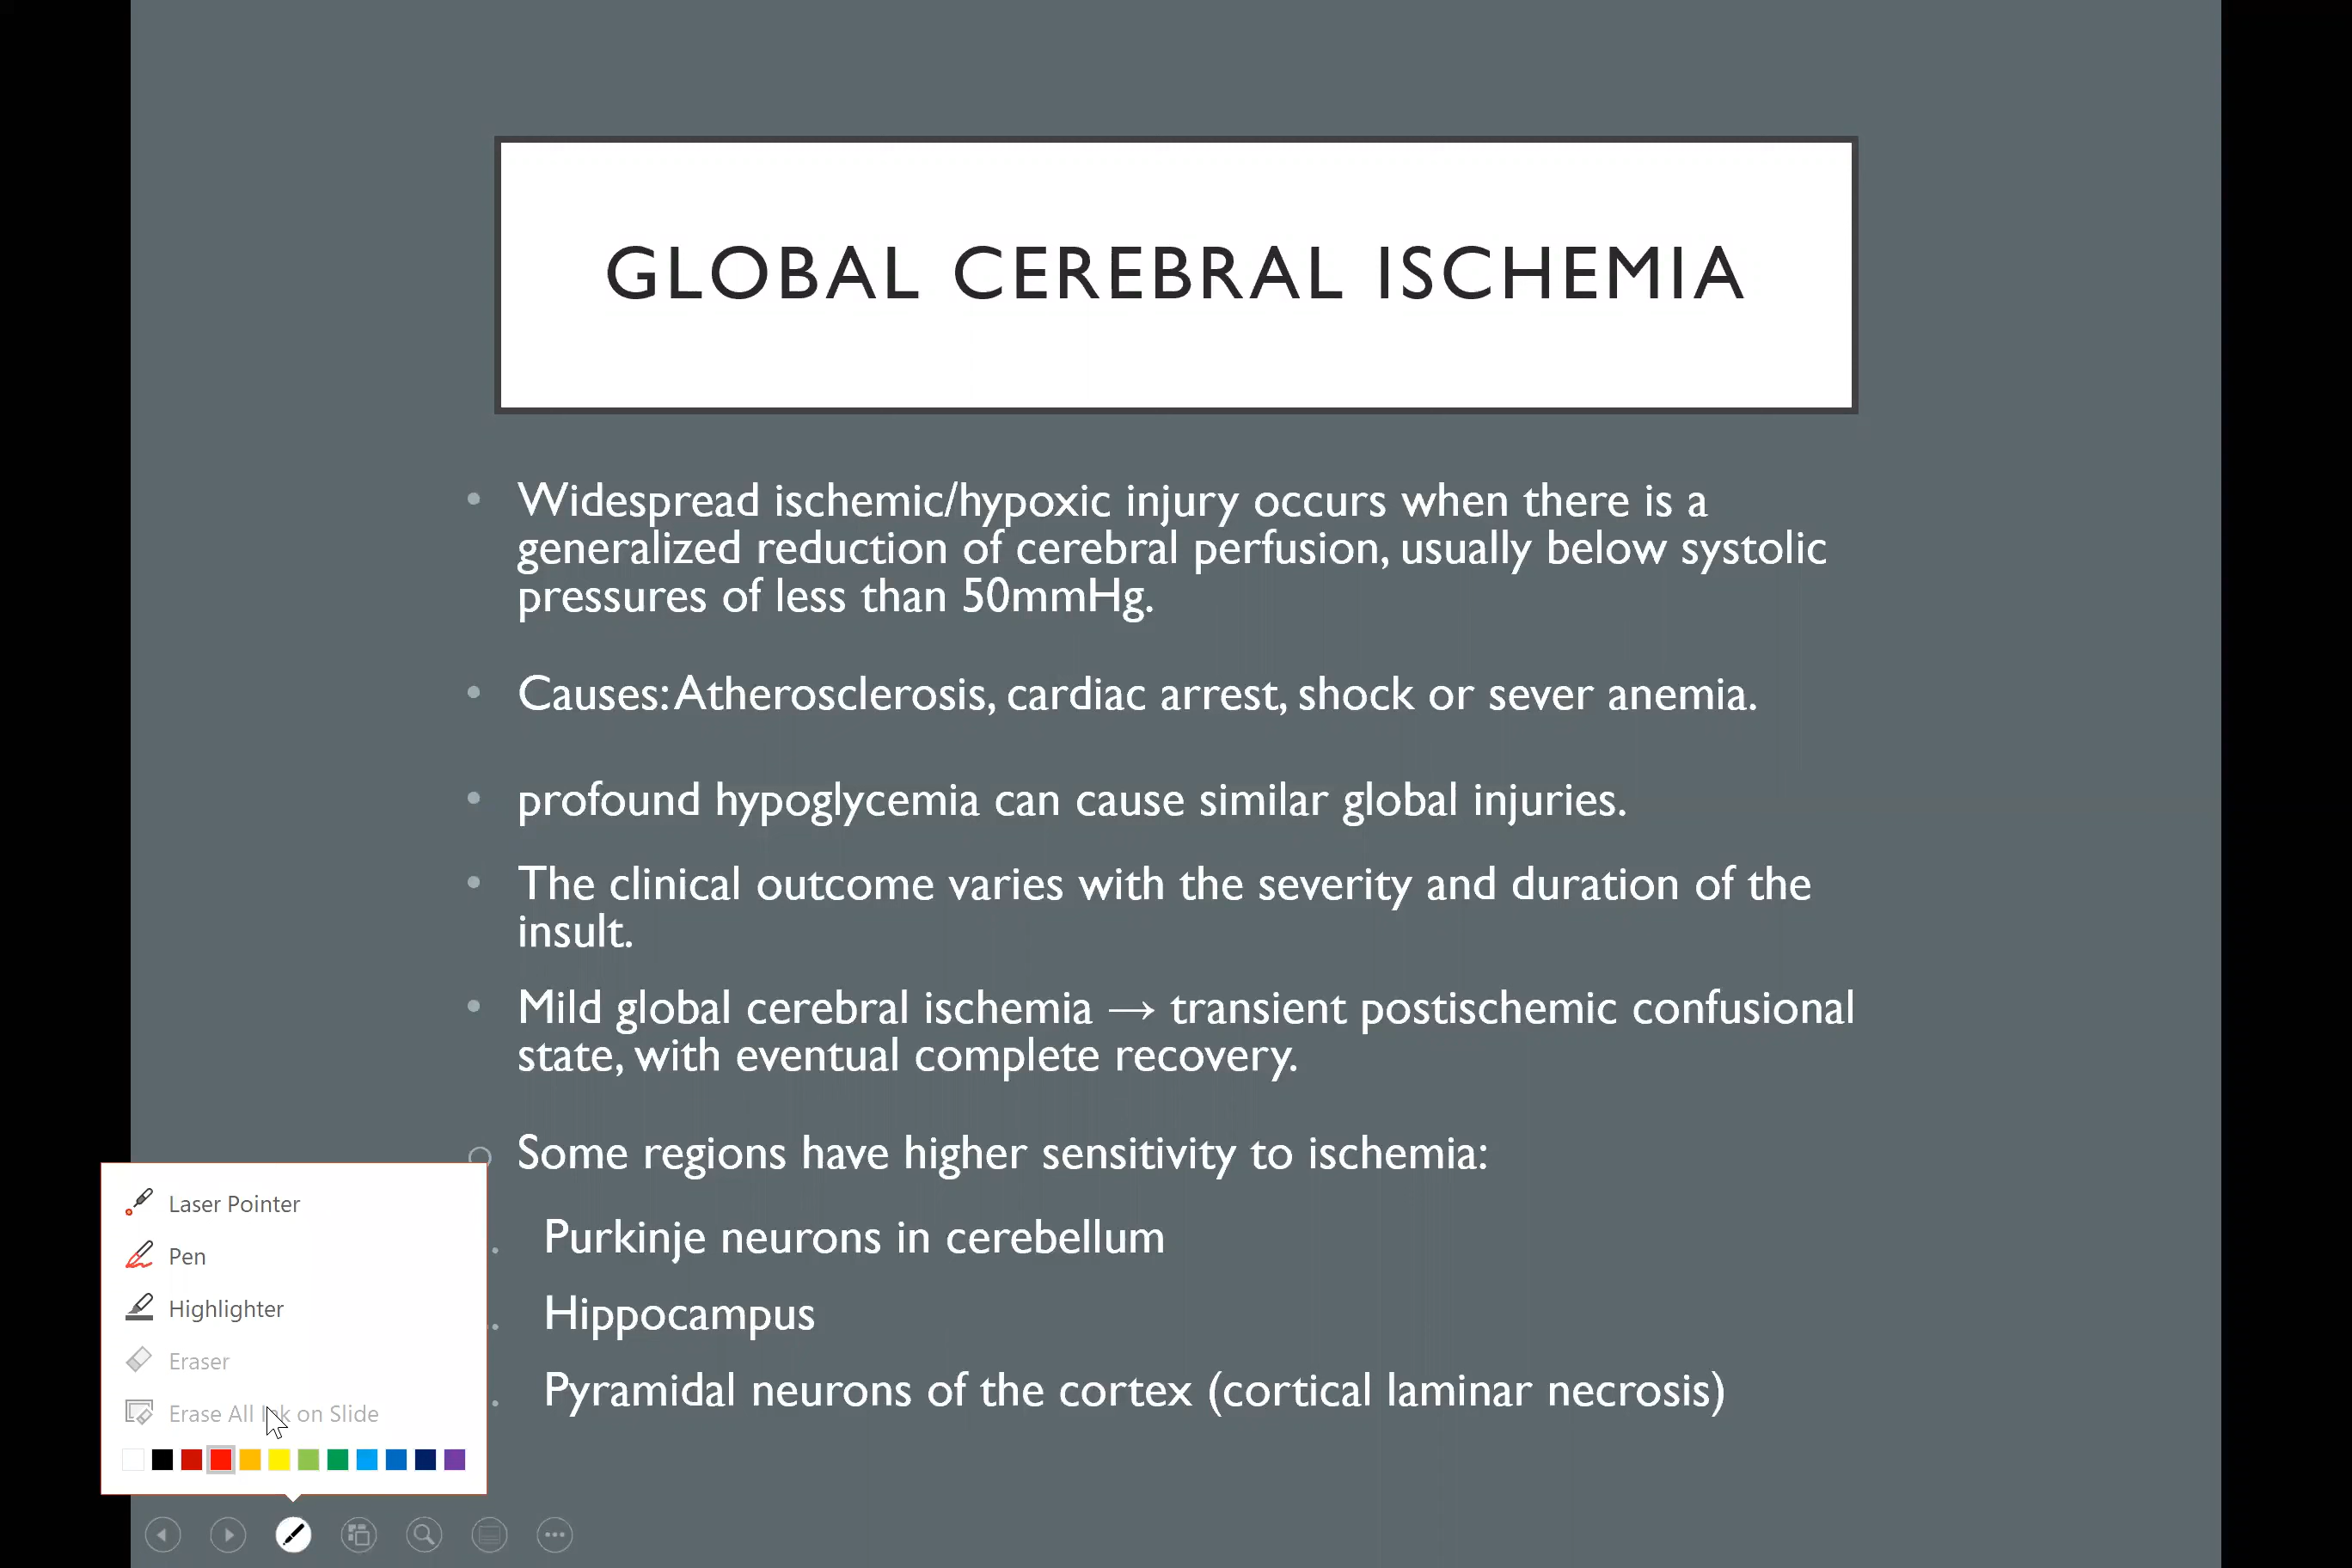 GLOBAL CEREBRAL ISCHEMIA
• Widespread ischemic/hypoxic injury occurs when there is a
generalized reduction of cerebral perfusion, usually below systolic
pressures of less than 50mmHg.
• Causes: Atherosclerosis, cardiac arrest, shock or sever anemia.
• profound hypoglycemia can cause similar global injuries.
• The clinical outcome varies with the severity and duration of the
insult.
• Mild global cerebral ischemia → transient postischemic confusional
state, with eventual complete recovery.
Some regions have higher sensitivity to ischemia:
Purkinje neurons in cerebellum
Hippocampus
Pyramidal neurons of the cortex (cortical laminar necrosis)
Laser Pointer
Pen
Highlighter
Eraser
Erase All Ink on Slide